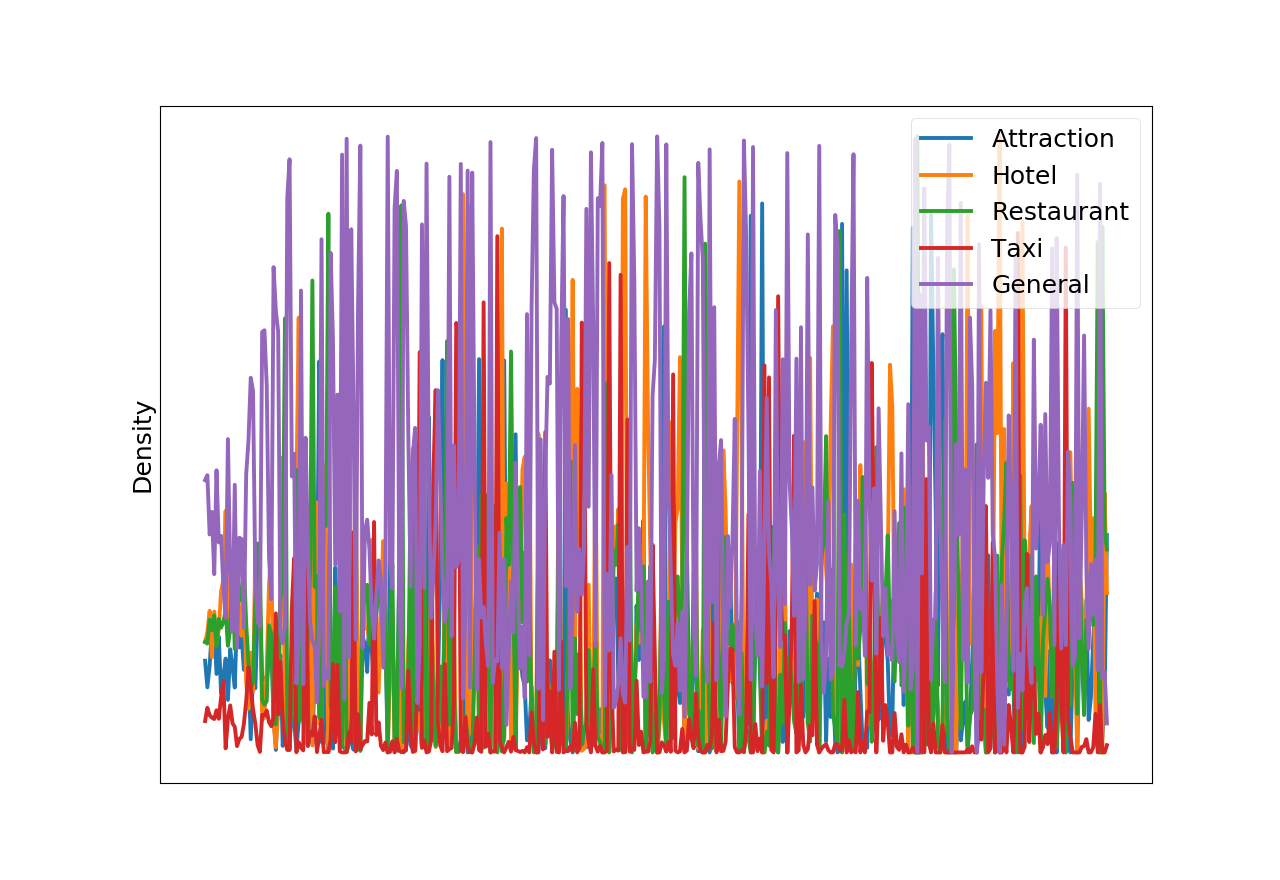 Density
Attraction
Hotel
Restaurant
Taxi
General